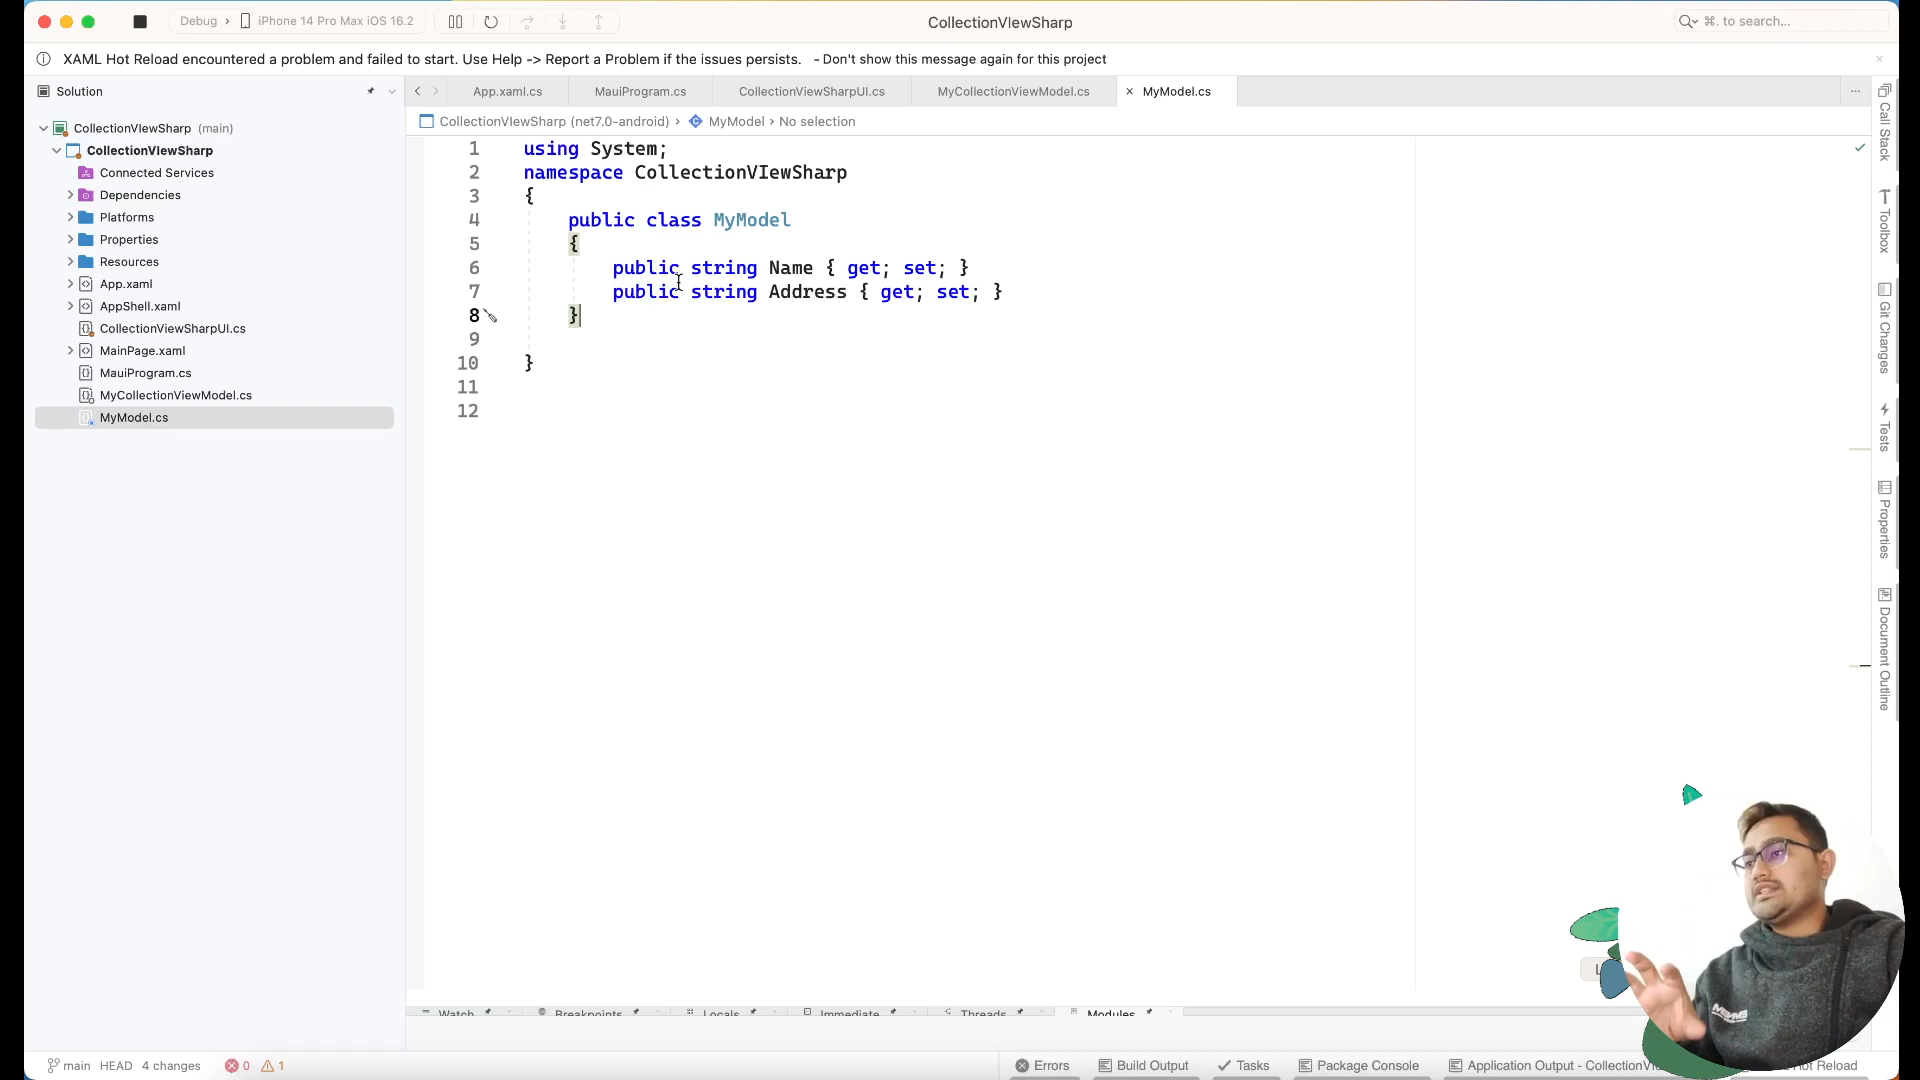 Debug › iPhone 14 Pro Max iOS 16.2
CollectionVIewSharp
⌘. to search...
XAML Hot Reload encountered a problem and failed to start. Use Help -> Report a Problem if the issues persists. - Don't show this message again for this project
Solution
CollectionVIewSharp (main)
CollectionVIewSharp
Connected Services
Dependencies
Platforms
Properties
Resources
App.xaml
AppShell.xaml
CollectionViewSharpUI.cs
MainPage.xaml
MauiProgram.cs
MyCollectionViewModel.cs
MyModel.cs
App.xaml.cs
MauiProgram.cs
CollectionViewSharpUI.cs
MyCollectionViewModel.cs
MyModel.cs
CollectionVIewSharp (net7.0-android) › MyModel › No selection
1 using System;
2 namespace CollectionVIewSharp
3 {
4 public class MyModel
5 {
6 public string Name { get; set; }
7 public string Address { get; set; }
8 }
9
10 }
11
12
Call Stack
Toolbox
Git Changes
Tests
Properties
Document Outline
Watch
Breakpoints
Locals
Immediate
Threads
Modules
main HEAD 4 changes 0 1
Errors
Build Output
Tasks
Package Console
Application Output - CollectionVI
Hot Reload